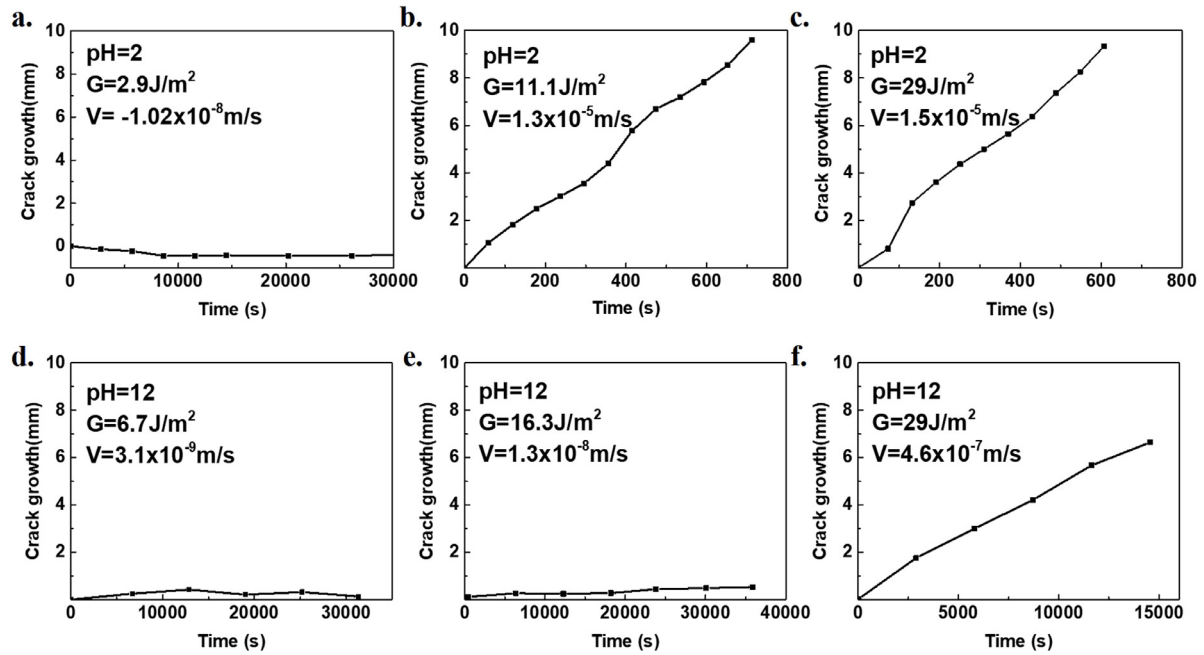 a.
10
8
6
4
2
0
Crack growth(mm)
pH=2
G=2.9J/m²
V= -1.02x10⁻⁸m/s
0
10000
20000
30000
Time (s)
b.
10
8
6
4
2
Crack growth(mm)
pH=2
G=11.1J/m²
V=1.3x10⁻⁵m/s
0
200
400
600
800
Time (s)
c.
10
8
6
4
2
Crack growth(mm)
pH=2
G=29J/m²
V=1.5x10⁻⁵m/s
0
200
400
600
800
Time (s)
d.
10
8
6
4
2
Crack growth(mm)
pH=12
G=6.7J/m²
V=3.1x10⁻⁹m/s
0
10000
20000
30000
Time (s)
e.
10
8
6
4
2
Crack growth(mm)
pH=12
G=16.3J/m²
V=1.3x10⁻⁸m/s
0
10000
20000
30000
40000
Time (s)
f.
10
8
6
4
2
Crack growth(mm)
pH=12
G=29J/m²
V=4.6x10⁻⁷m/s
0
5000
10000
15000
Time (s)